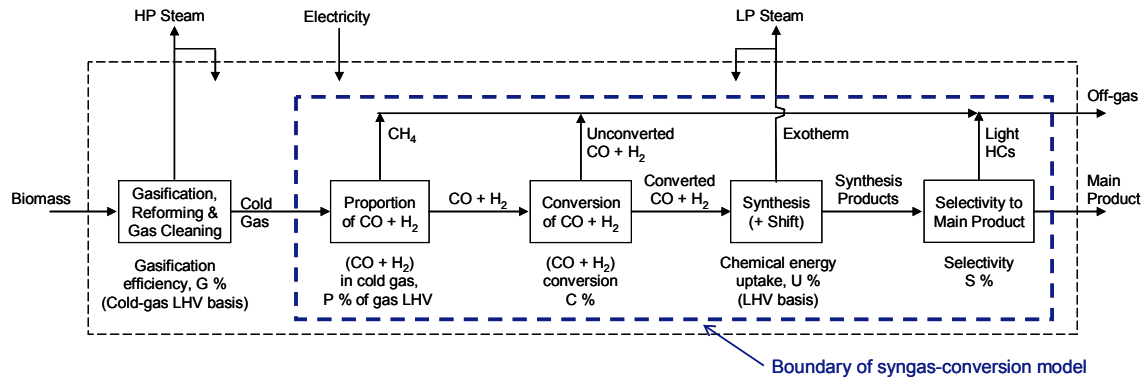 HP Steam
Electricity
LP Steam
Off-gas
CH4
Unconverted
CO + H2
Exotherm
Light
HCs
Biomass
Gasification,
Reforming &
Gas Cleaning
Cold
Gas
Proportion
of CO + H2
CO + H2
Conversion
of CO + H2
Converted
CO + H2
Synthesis
(+ Shift)
Synthesis
Products
Selectivity to
Main Product
Main
Product
Gasification
efficiency, G %
(Cold-gas LHV basis)
(CO + H2)
in cold gas,
P % of gas LHV
(CO + H2)
conversion
C %
Chemical energy
uptake, U %
(LHV basis)
Selectivity
S %
Boundary of syngas-conversion model